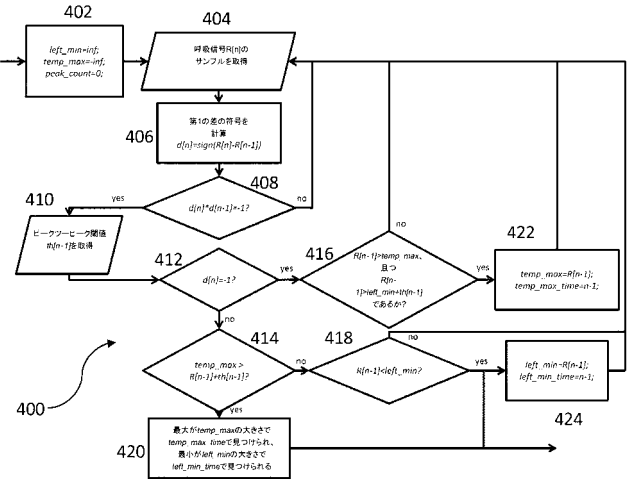 402
left_min=inf;
temp_max=-inf;
peak_count=0;
404
呼吸信号R[n]の
サンプルを取得
406
第1の差の符号を
計算
d[n]=sign(R[n]-R[n-1])
408
d[n]*d[n-1]=-1?
yes
no
410
ピークツーピーク閾値
th[n-1]を取得
412
d[n]=-1?
yes
no
416
R[n-1]>temp_max、
且つ
R[n-
1]>left_min+th[n-1]
であるか?
no
yes
422
temp_max=R[n-1];
temp_max_time=n-1;
414
temp_max >
R[n-1]+th[n-1]?
no
yes
418
R[n-1]<left_min?
no
yes
left_min=R[n-1];
left_min_time=n-1;
424
420
最大がtemp_maxの大きさで
temp_max_timeで見つけられ、
最小がleft_minの大きさで
left_min_timeで見つけられる
400